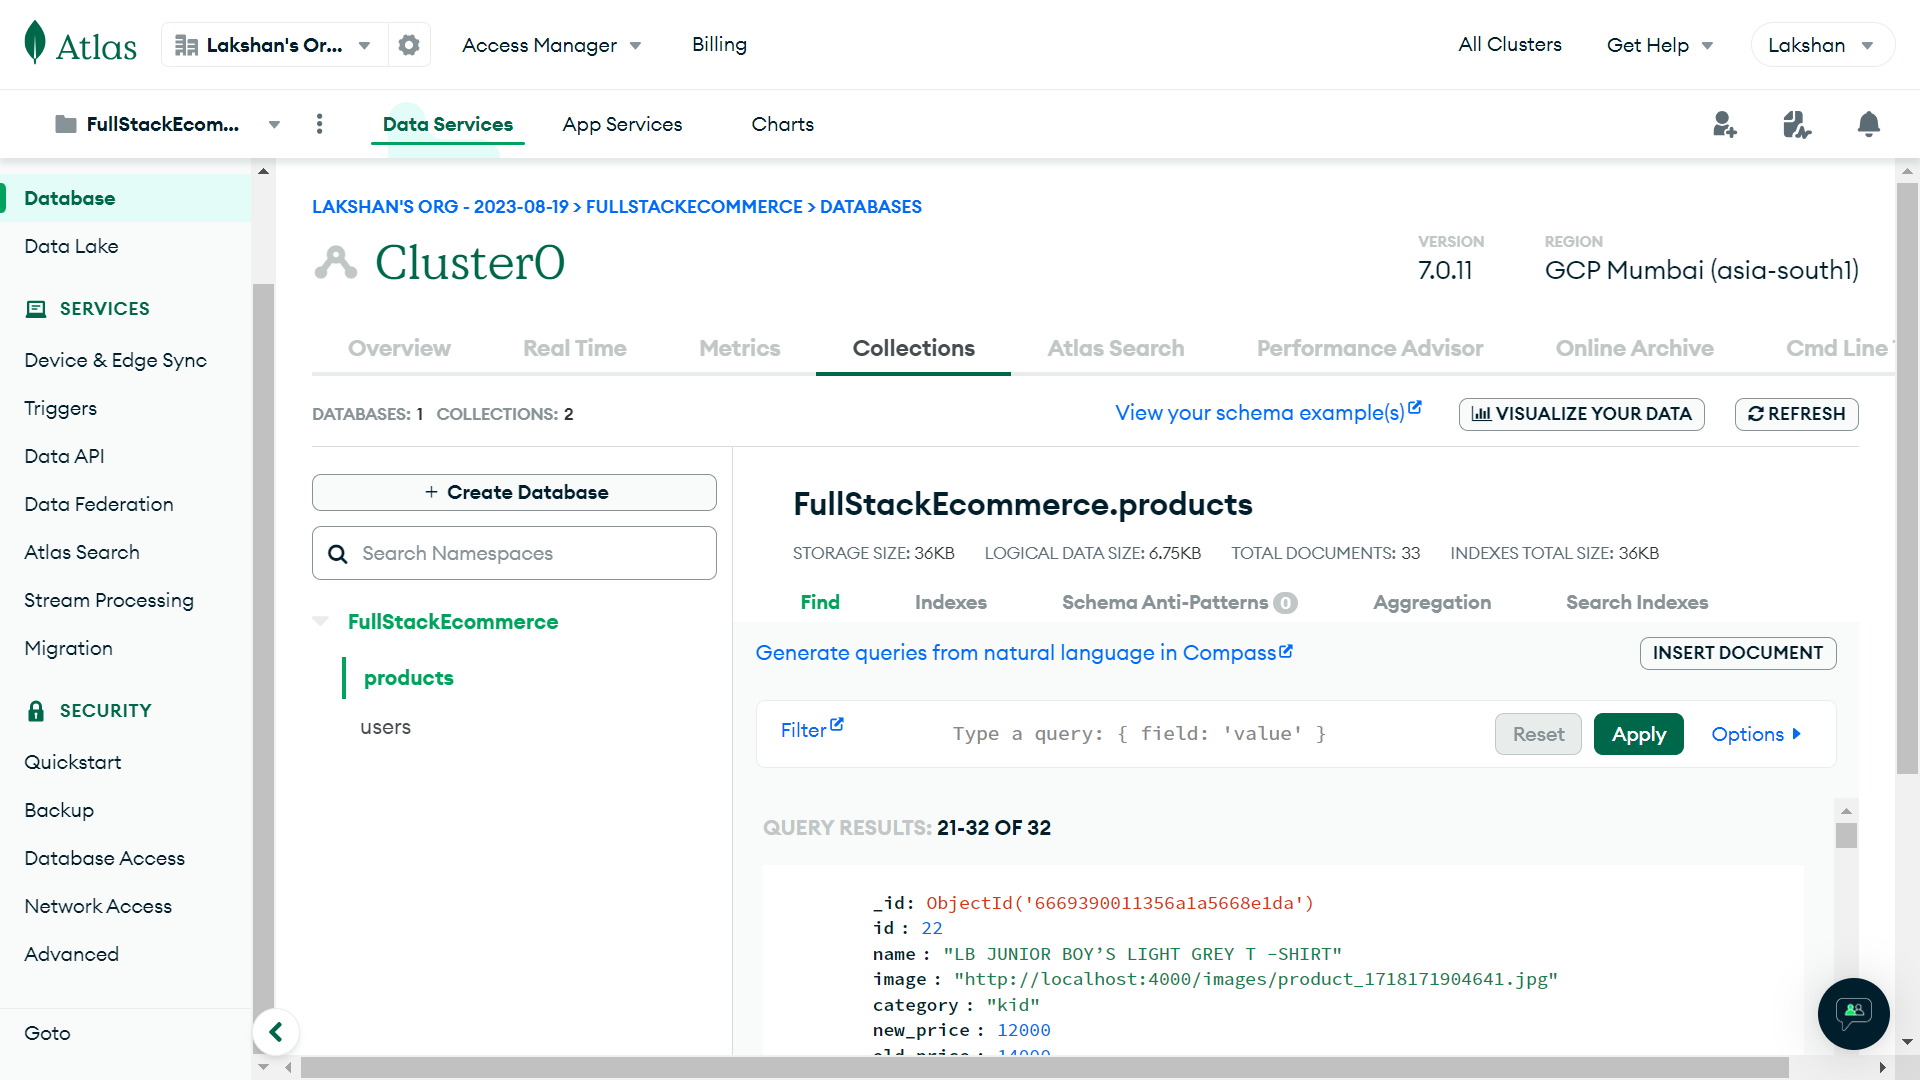 Atlas
Lakshan's Or...
Access Manager
Billing
All Clusters
Get Help
Lakshan
FullStackEcom...
Data Services
App Services
Charts
Database
Data Lake
SERVICES
Device & Edge Sync
Triggers
Data API
Data Federation
Atlas Search
Stream Processing
Migration
SECURITY
Quickstart
Backup
Database Access
Network Access
Advanced
Goto
LAKSHAN'S ORG - 2023-08-19 > FULLSTACKECOMMERCE > DATABASES
Cluster0
VERSION
7.0.11
REGION
GCP Mumbai (asia-south1)
Overview
Real Time
Metrics
Collections
Atlas Search
Performance Advisor
Online Archive
Cmd Line
DATABASES: 1 COLLECTIONS: 2
View your schema example(s)
VISUALIZE YOUR DATA
REFRESH
+ Create Database
Search Namespaces
FullStackEcommerce
products
users
FullStackEcommerce.products
STORAGE SIZE: 36KB LOGICAL DATA SIZE: 6.75KB TOTAL DOCUMENTS: 33 INDEXES TOTAL SIZE: 36KB
Find
Indexes
Schema Anti-Patterns 0
Aggregation
Search Indexes
Generate queries from natural language in Compass
INSERT DOCUMENT
Filter
Type a query: { field: 'value' }
Reset
Apply
Options
QUERY RESULTS: 21-32 OF 32
_id: ObjectId('6669390011356a1a5668e1da')
id : 22
name : "LB JUNIOR BOY’S LIGHT GREY T –SHIRT"
image : "http://localhost:4000/images/product_1718171904641.jpg"
category : "kid"
new_price : 12000
old_price : 14000